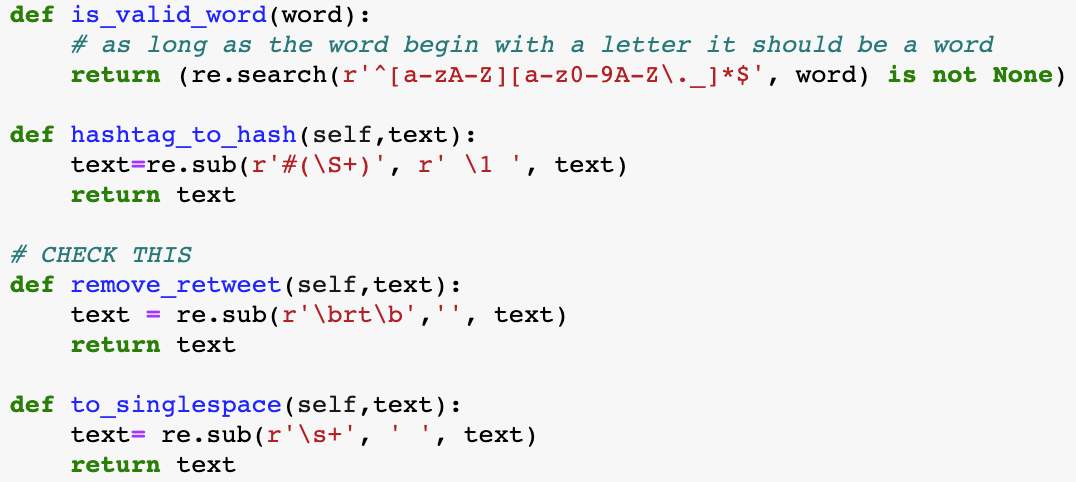 def is_valid_word(word):
    # as long as the word begin with a letter it should be a word
    return (re.search(r'^[a-zA-Z][a-z0-9A-Z\._]*$', word) is not None)

def hashtag_to_hash(self,text):
    text=re.sub(r'#(\S+)', r' \1 ', text)
    return text

# CHECK THIS
def remove_retweet(self,text):
    text = re.sub(r'\brt\b','', text)
    return text

def to_singlespace(self,text):
    text= re.sub(r'\s+', ' ', text)
    return text